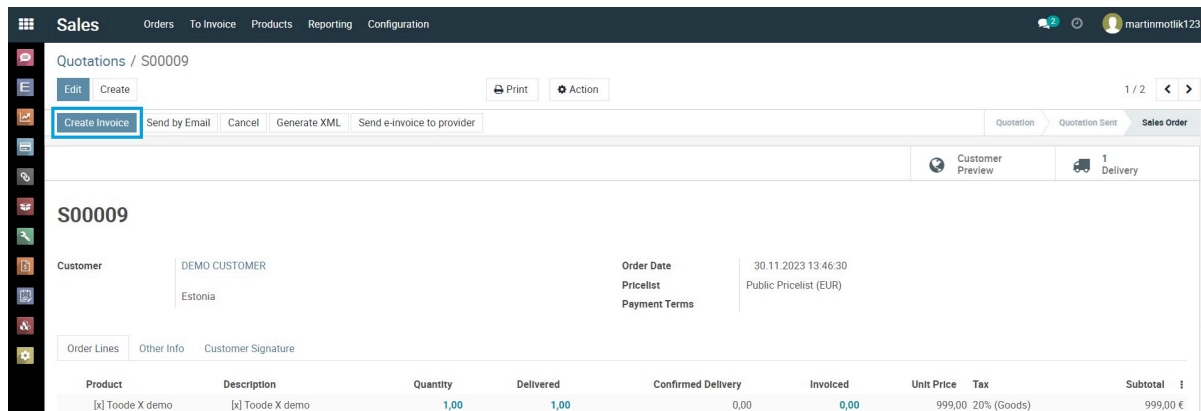 Sales Orders To Invoice Products Reporting Configuration 2 martinmotlik123
Quotations / S00009
Edit Create Print Action 1 / 2
Create Invoice Send by Email Cancel Generate XML Send e-invoice to provider Quotation Quotation Sent Sales Order
Customer Preview 1 Delivery
S00009
Customer DEMO CUSTOMER Order Date 30.11.2023 13:46:30
Estonia Pricelist Public Pricelist (EUR)
Payment Terms
Order Lines Other Info Customer Signature
Product Description Quantity Delivered Confirmed Delivery Invoiced Unit Price Tax Subtotal
[x] Toode X demo [x] Toode X demo 1,00 1,00 0,00 0,00 999,00 20% (Goods) 999,00 €